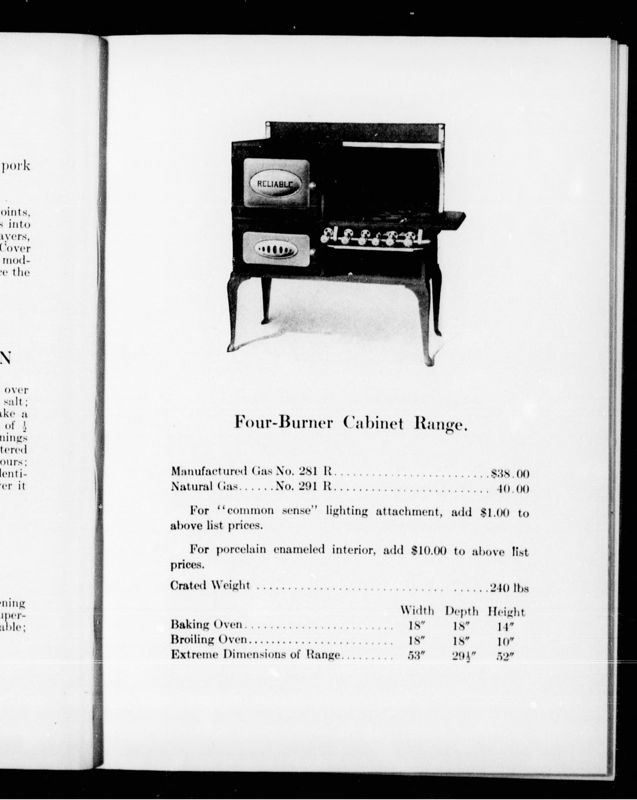 pork
oints,
s into
ayers,
Cover
mod-
re the
N
over
salt;
ake a
of ½
nings
tered
ours;
denti-
er it
ening
uper-
able;
RELIABLE
Four-Burner Cabinet Range.
Manufactured Gas No. 281 R........................$38.00
Natural Gas......No. 291 R........................ 40.00
For "common sense" lighting attachment, add $1.00 to
above list prices.
For porcelain enameled interior, add $10.00 to above list
prices.
Crated Weight .....................................240 lbs
Width Depth Height
Baking Oven........................ 18″ 18″ 14″
Broiling Oven....................... 18″ 18″ 10″
Extreme Dimensions of Range......... 53″ 29½″ 52″